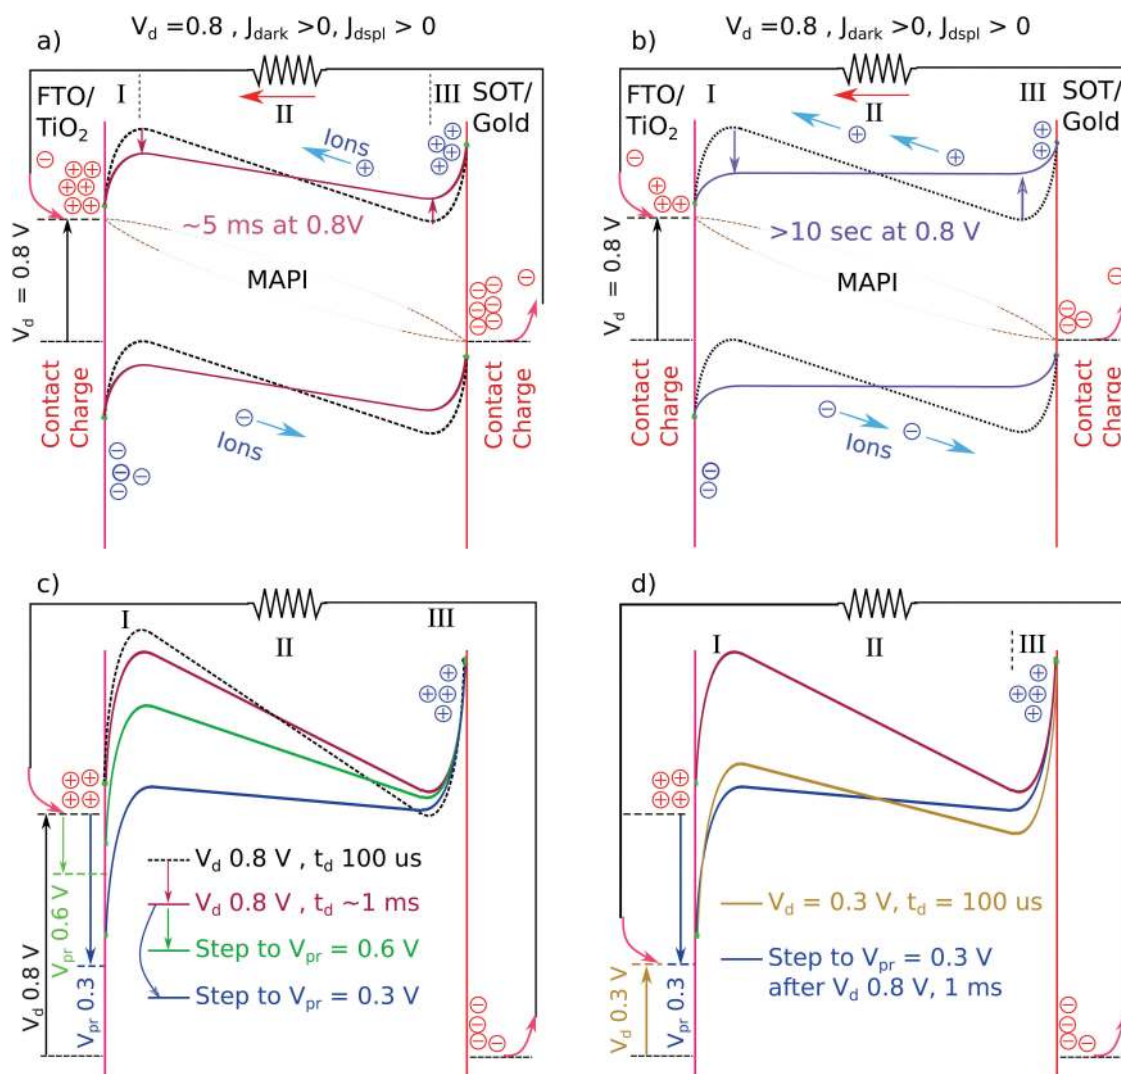 a)
V_d =0.8 , J_dark >0, J_dspl > 0
FTO/
TiO₂
I
II
III
SOT/
Gold
Ions
~5 ms at 0.8V
MAPI
V_d = 0.8 V
Contact
Charge
Contact
Charge
Ions
b)
V_d =0.8 , J_dark >0, J_dspl > 0
FTO/
TiO₂
I
II
III
SOT/
Gold
Ions
>10 sec at 0.8 V
MAPI
V_d = 0.8 V
Contact
Charge
Contact
Charge
Ions
c)
I
II
III
V_d 0.8 V , t_d 100 us
V_d 0.8 V , t_d ~1 ms
Step to V_pr = 0.6 V
Step to V_pr = 0.3 V
V_d 0.8 V
V_pr 0.6 V
V_pr 0.3
d)
I
II
III
V_d = 0.3 V, t_d = 100 us
Step to V_pr = 0.3 V
after V_d 0.8 V, 1 ms
V_d 0.3 V
V_pr 0.3